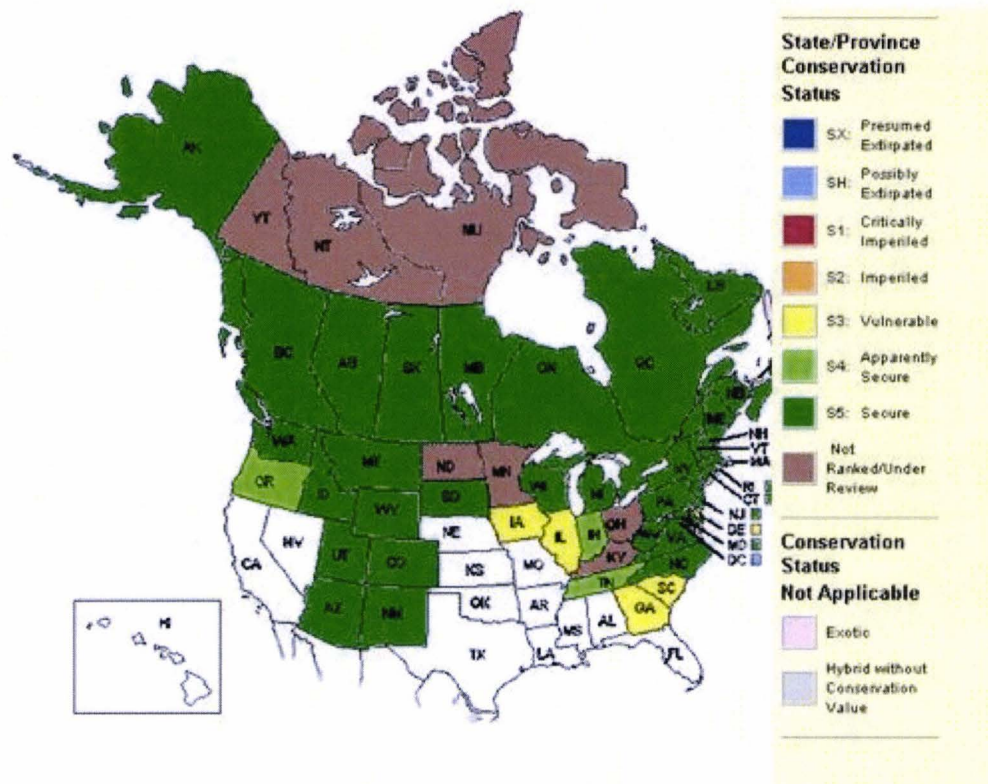 State/Province
Conservation
Status
SX: Presumed
Extirpated
SH: Possibly
Extirpated
S1: Critically
Imperiled
S2: Imperiled
S3: Vulnerable
S4: Apparently
Secure
S5: Secure
Not
Ranked/Under
Review
Conservation
Status
Not Applicable
Exotic
Hybrid without
Conservation
Value
AK
YT
NT
NU
LB
BC
AB
SK
MB
ON
QC
NB
ME
NH
VT
MA
RI
CT
NJ
DE
MD
DC
WA
MT
ND
MN
OR
ID
SD
WI
MI
NY
WY
IA
PA
NE
IL
IN
OH
NV
UT
CO
VA
CA
KS
MO
KY
NC
TN
AZ
NM
OK
AR
SC
MS
AL
GA
TX
LA
FL
HI